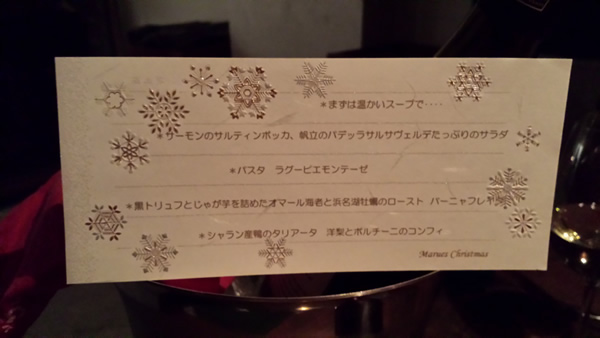 ＊まずは温かいスープで‥‥
＊サーモンのサルティンボッカ、帆立のパデッラサルサヴェルデたっぷりのサラダ
＊パスタ　ラグーピエモンテーゼ
＊黒トリュフとじゃが芋を詰めたオマール海老と浜名湖牡蠣のロースト　バーニャフレ
＊シャラン産鴨のタリアータ　洋梨とポルチーニのコンフィ
Marues Christmas